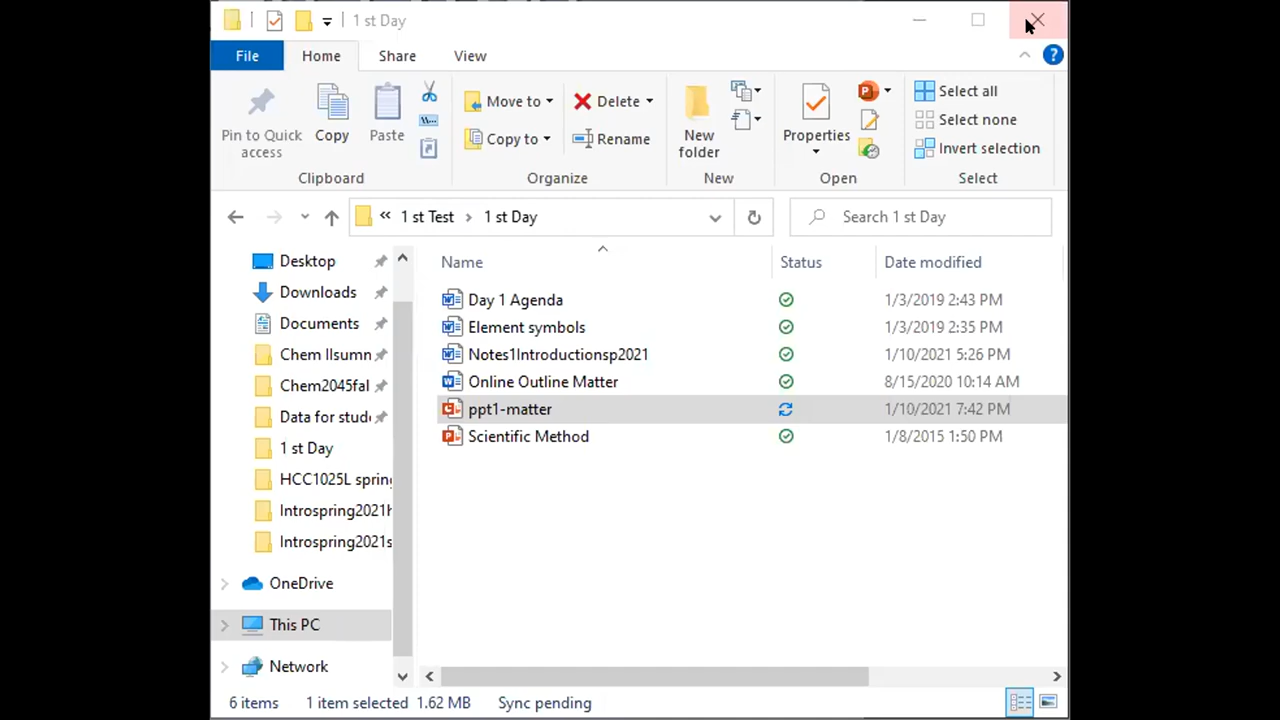 1 st Day
File Home Share View
Pin to Quick access
Copy
Paste
Clipboard
Move to
Copy to
Delete
Rename
Organize
New folder
New
Properties
Open
Select all
Select none
Invert selection
Select
« 1 st Test › 1 st Day
Search 1 st Day
Desktop
Downloads
Documents
Chem IIsumn
Chem2045fal
Data for stud
1 st Day
HCC1025L spring
Introspring2021h
Introspring2021s
OneDrive
This PC
Network
Name Status Date modified
Day 1 Agenda 1/3/2019 2:43 PM
Element symbols 1/3/2019 2:35 PM
Notes1Introductionsp2021 1/10/2021 5:26 PM
Online Outline Matter 8/15/2020 10:14 AM
ppt1-matter 1/10/2021 7:42 PM
Scientific Method 1/8/2015 1:50 PM
6 items 1 item selected 1.62 MB Sync pending